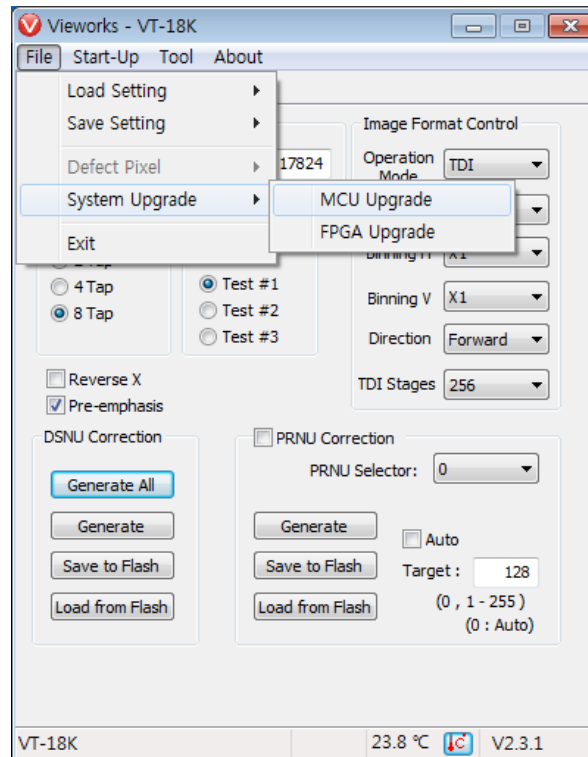 Vieworks - VT-18K
File Start-Up Tool About
Load Setting
Save Setting
Defect Pixel
System Upgrade
Exit
MCU Upgrade
FPGA Upgrade
17824
Image Format Control
Operation Mode TDI
X1
4 Tap
8 Tap
Test #1
Test #2
Test #3
Binning V X1
Direction Forward
TDI Stages 256
Reverse X
Pre-emphasis
DSNU Correction
Generate All
Generate
Save to Flash
Load from Flash
PRNU Correction
PRNU Selector: 0
Generate
Save to Flash
Load from Flash
Auto
Target : 128
(0 , 1 - 255 )
(0 : Auto)
VT-18K 23.8 ℃ V2.3.1